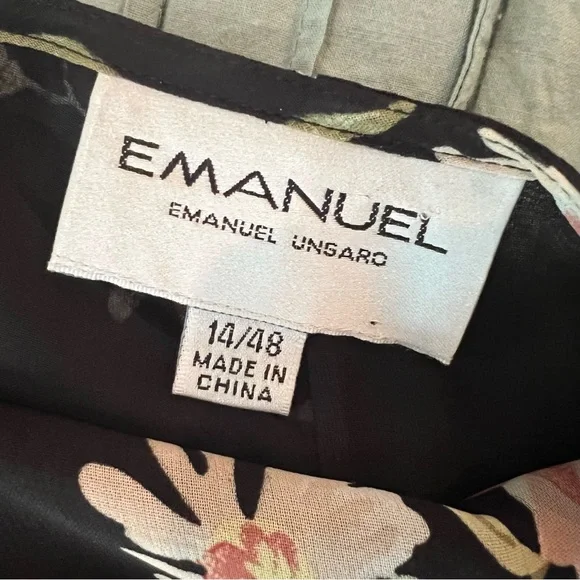 EMANUEL
EMANUEL UNGARO
14/48
MADE IN
CHINA